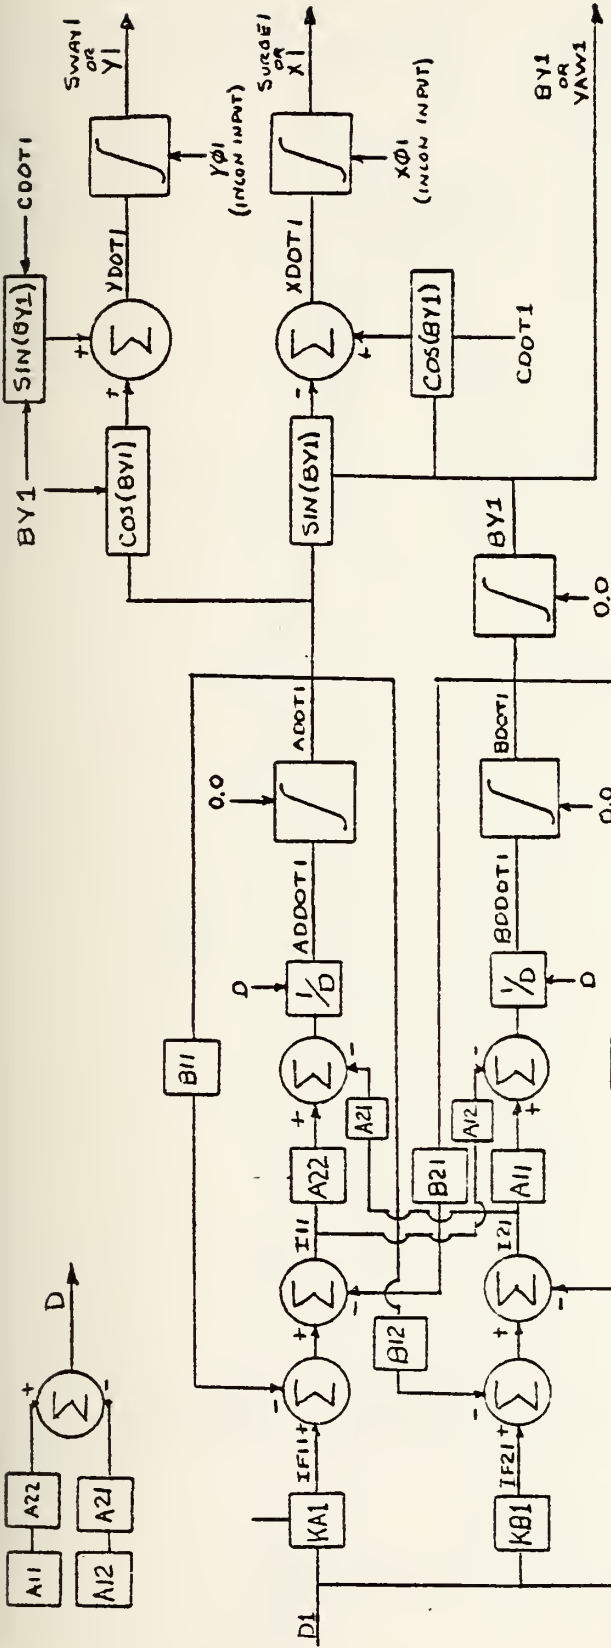 SWAY1
OR
Y1
SURGE1
OR
X1
BY1
OR
YAW1
CDOT1
SIN(BY1)
BY1
COS(BY1)
+
+
Σ
YDOT1
∫
YØ1
(INCON INPUT)
SIN(BY1)
-
+
Σ
XDOT1
∫
XØ1
(INCON INPUT)
COS(BY1)
CDOT1
BY1
∫
0.0
A11
A22
A12
A21
+
-
Σ
D
B11
D1
KA1
IF11
+
-
Σ
+
-
Σ
I11
A22
+
-
Σ
D
1/D
ADDOT1
0.0
∫
ADOT1
A21
A12
B12
B21
KB1
IF21
+
-
Σ
+
-
Σ
I21
A11
+
-
Σ
1/D
D
BDDOT1
∫
0.0
BDOT1